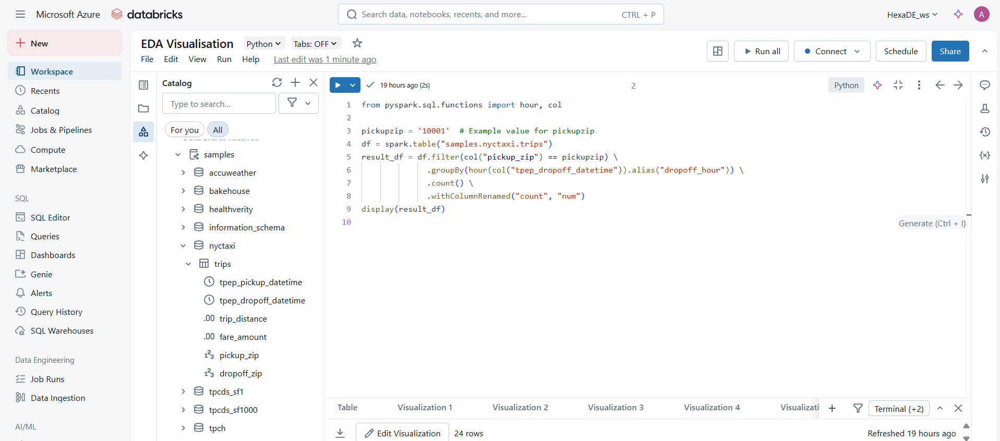 Microsoft Azure databricks
Search data, notebooks, recents, and more... CTRL + P
HexaDE_ws
A
New
Workspace
Recents
Catalog
Jobs & Pipelines
Compute
Marketplace
SQL
SQL Editor
Queries
Dashboards
Genie
Alerts
Query History
SQL Warehouses
Data Engineering
Job Runs
Data Ingestion
AI/ML
EDA Visualisation Python Tabs: OFF
File Edit View Run Help Last edit was 1 minute ago
Run all Connect Schedule Share
Catalog
Type to search...
For you All
Delta Shares Received
samples
accuweather
bakehouse
healthverity
information_schema
nyctaxi
trips
tpep_pickup_datetime
tpep_dropoff_datetime
.00 trip_distance
.00 fare_amount
123 pickup_zip
123 dropoff_zip
tpcds_sf1
tpcds_sf1000
tpch
19 hours ago (2s) 2 Python
1 from pyspark.sql.functions import hour, col
2
3 pickupzip = '10001'  # Example value for pickupzip
4 df = spark.table("samples.nyctaxi.trips")
5 result_df = df.filter(col("pickup_zip") == pickupzip) \
6 .groupBy(hour(col("tpep_dropoff_datetime")).alias("dropoff_hour")) \
7 .count() \
8 .withColumnRenamed("count", "num")
9 display(result_df)
10
Generate (Ctrl + I)
Table Visualization 1 Visualization 2 Visualization 3 Visualization 4 Visualizati Terminal (+2)
Edit Visualization 24 rows Refreshed 19 hours ago